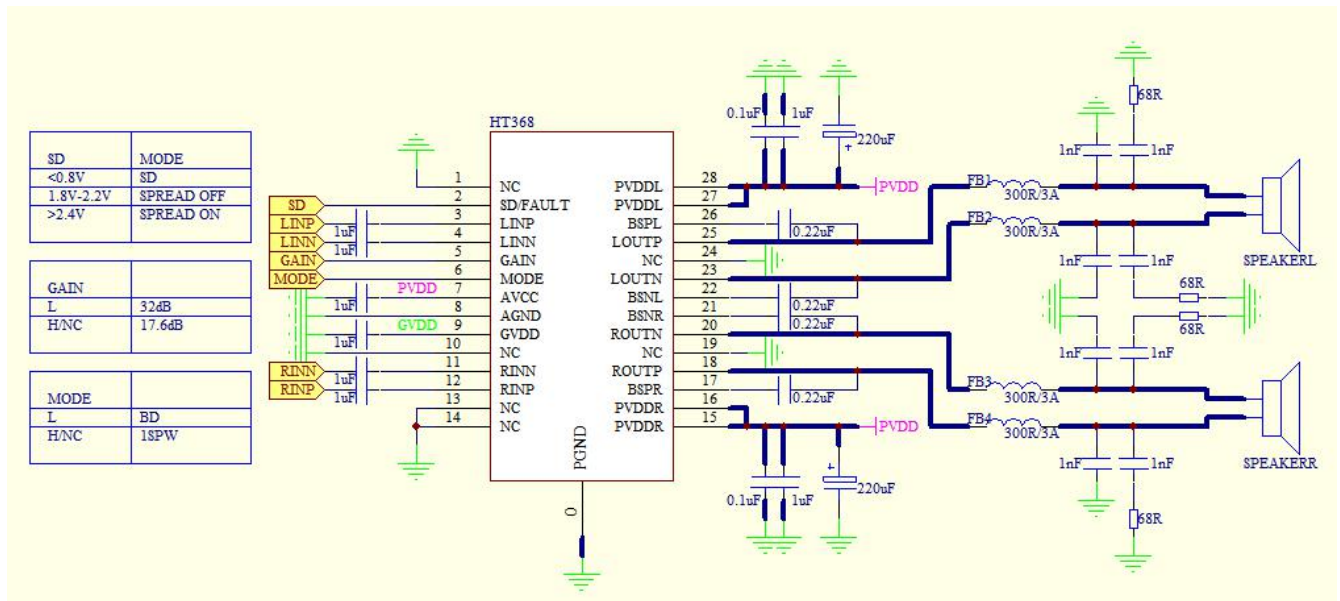 HT368
SD MODE
<0.8V SD
1.8V-2.2V SPREAD OFF
>2.4V SPREAD ON
GAIN
L 32dB
H/NC 17.6dB
MODE
L BD
H/NC 1SPW
SD
LINP
LINN
GAIN
MODE
RINN
RINP
1uF
1uF
PVDD
1uF
GVDD
1uF
1uF
1uF
1 NC
2 SD/FAULT
3 LINP
4 LINN
5 GAIN
6 MODE
7 AVCC
8 AGND
9 GVDD
10 NC
11 RINN
12 RINP
13 NC
14 NC
PGND
0
PVDDL 28
PVDDL 27
BSPL 26
LOUTP 25
NC 24
LOUTN 23
BSNL 22
BSNR 21
ROUTN 20
NC 19
ROUTP 18
BSPR 17
PVDDR 16
PVDDR 15
0.1uF 1uF
+ 220uF
PVDD
0.22uF
0.22uF
0.22uF
0.22uF
PVDD
+ 220uF
0.1uF 1uF
FB1
300R/3A
FB2
300R/3A
FB3
300R/3A
FB4
300R/3A
68R
1nF 1nF
1nF 1nF
68R
68R
1nF 1nF
1nF 1nF
68R
SPEAKERL
SPEAKERR